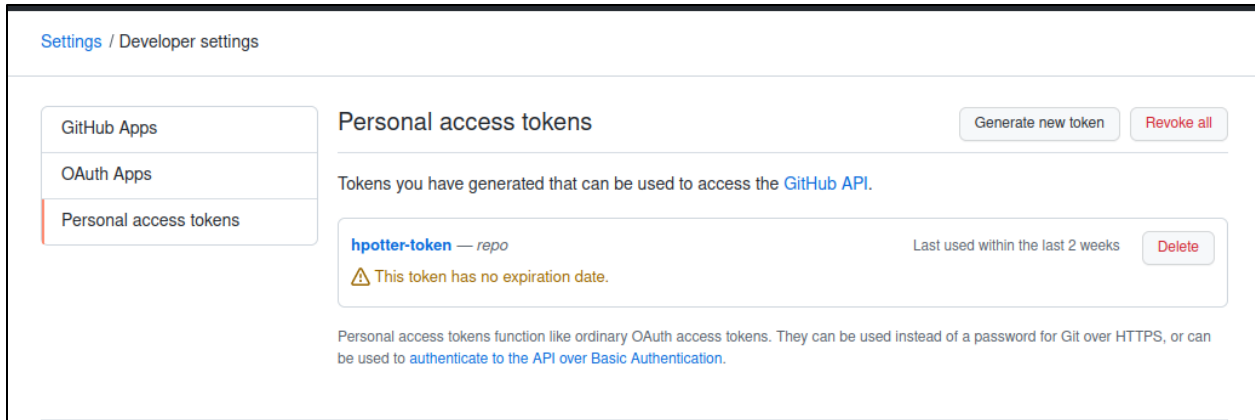 Settings / Developer settings
GitHub Apps
OAuth Apps
Personal access tokens
Personal access tokens
Generate new token
Revoke all
Tokens you have generated that can be used to access the GitHub API.
hpotter-token — repo
Last used within the last 2 weeks
Delete
This token has no expiration date.
Personal access tokens function like ordinary OAuth access tokens. They can be used instead of a password for Git over HTTPS, or can
be used to authenticate to the API over Basic Authentication.